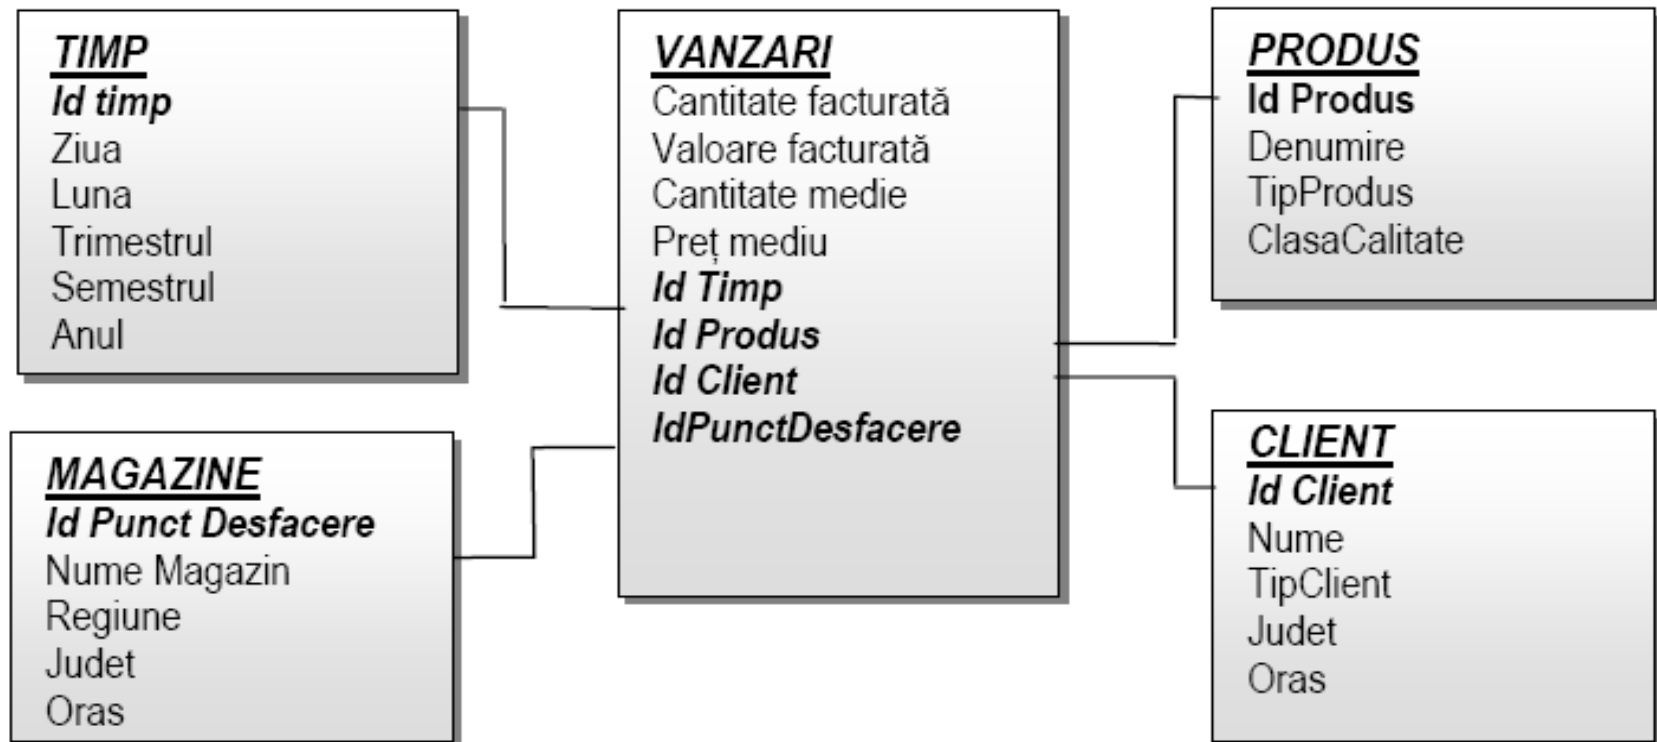 TIMP
Id timp
Ziua
Luna
Trimestrul
Semestrul
Anul
MAGAZINE
Id Punct Desfacere
Nume Magazin
Regiune
Judet
Oras
VANZARI
Cantitate facturată
Valoare facturată
Cantitate medie
Preț mediu
Id Timp
Id Produs
Id Client
IdPunctDesfacere
PRODUS
Id Produs
Denumire
TipProdus
ClasaCalitate
CLIENT
Id Client
Nume
TipClient
Judet
Oras